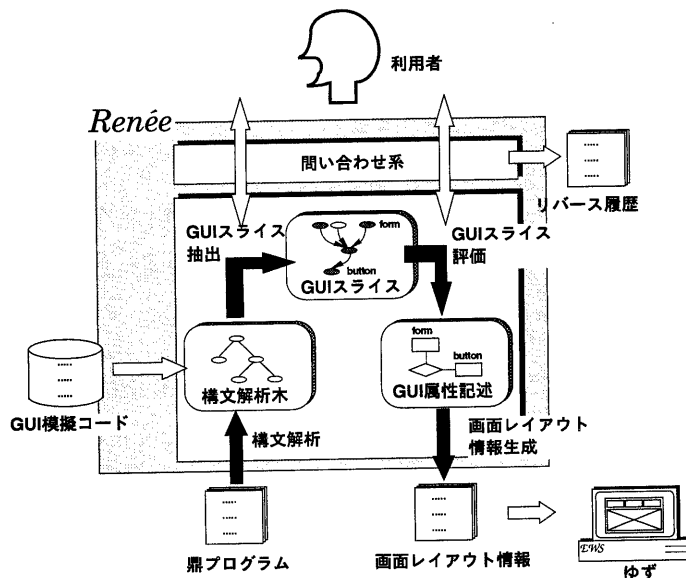 利用者
Renée
問い合わせ系
リバース履歴
GUIスライス
抽出
form
button
GUIスライス
GUIスライス
評価
構文解析木
form
button
GUI属性記述
GUI模擬コード
構文解析
画面レイアウト
情報生成
鼎プログラム
画面レイアウト情報
EWS
ゆず